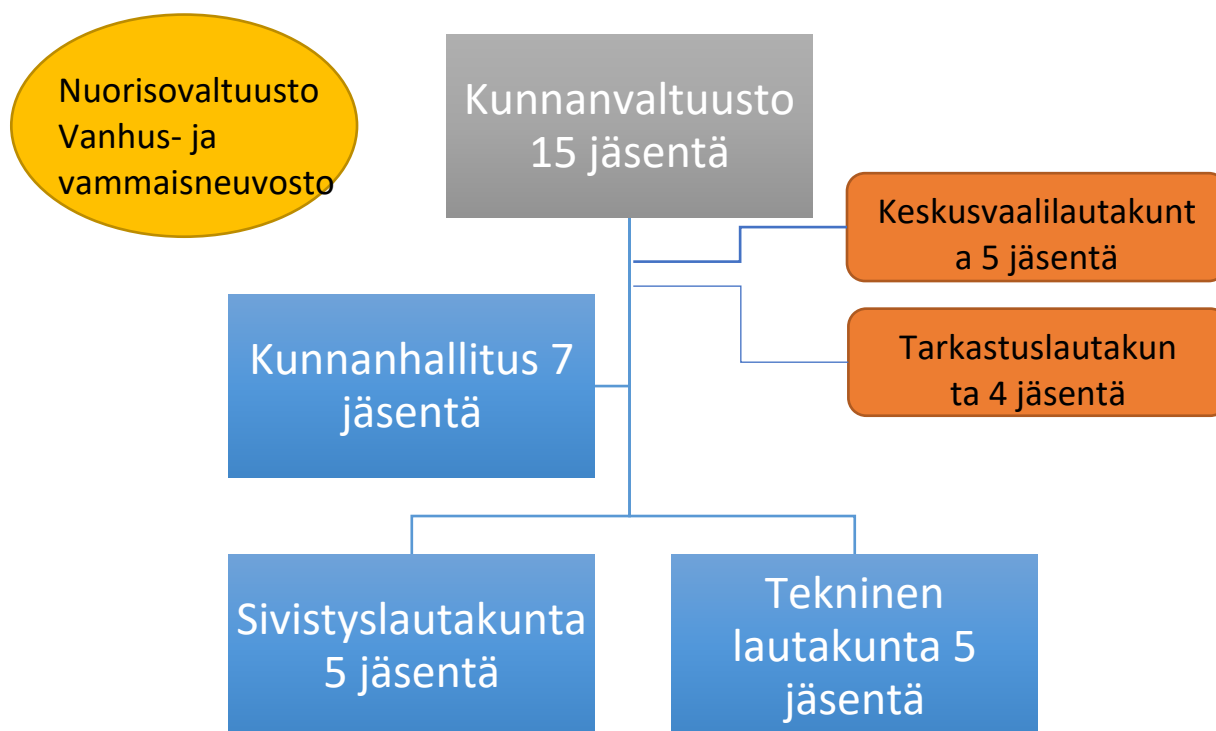 Nuorisovaltuusto
Vanhus- ja
vammaisneuvosto
Kunnanvaltuusto
15 jäsentä
Keskusvaalilautakunt
a 5 jäsentä
Tarkastuslautakun
ta 4 jäsentä
Kunnanhallitus 7
jäsentä
Sivistyslautakunta
5 jäsentä
Tekninen
lautakunta 5
jäsentä